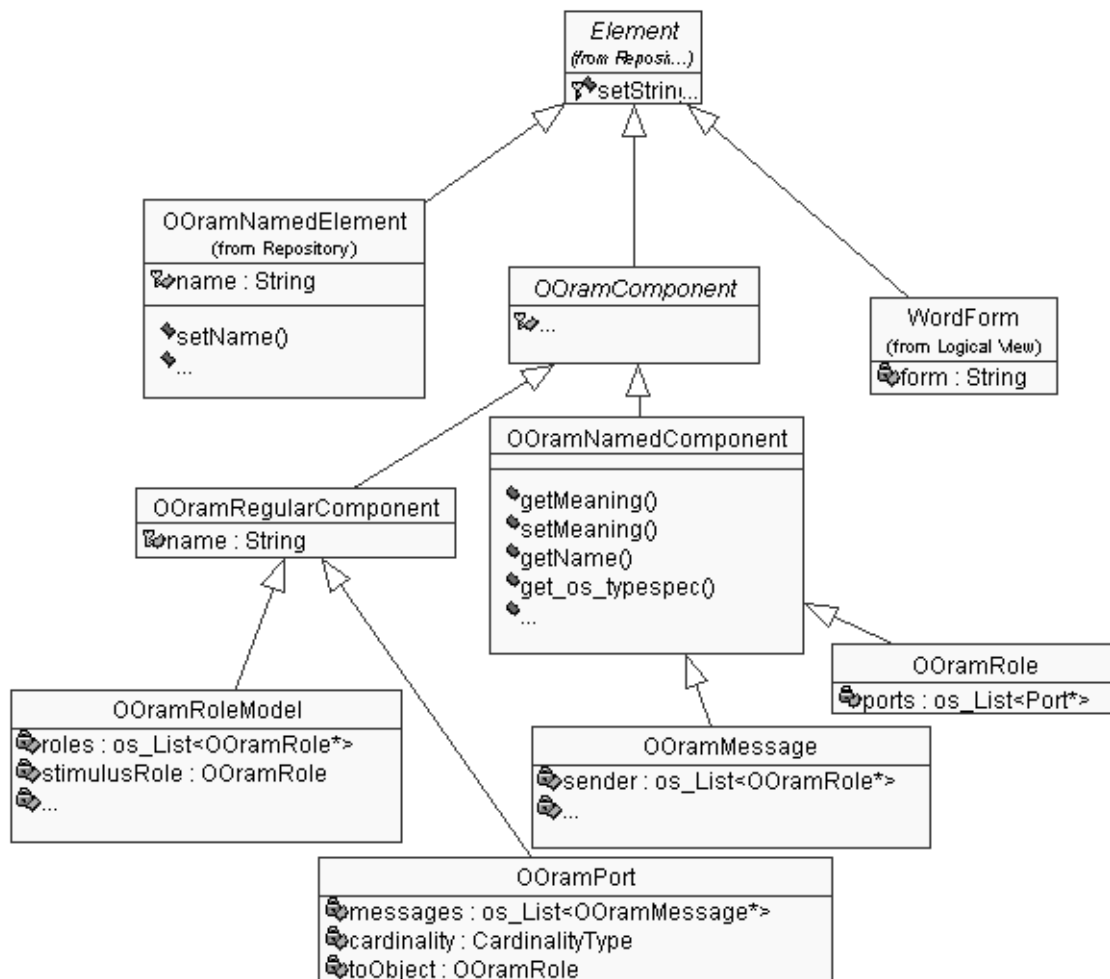 Element
(from Reposit...)
setString...
OOramNamedElement
(from Repository)
name : String
setName()
...
OOramComponent
...
WordForm
(from Logical View)
form : String
OOramRegularComponent
name : String
OOramNamedComponent
getMeaning()
setMeaning()
getName()
get_os_typespec()
...
OOramRole
ports : os_List<Port*>
OOramRoleModel
roles : os_List<OOramRole*>
stimulusRole : OOramRole
...
OOramMessage
sender : os_List<OOramRole*>
...
OOramPort
messages : os_List<OOramMessage*>
cardinality : CardinalityType
toObject : OOramRole